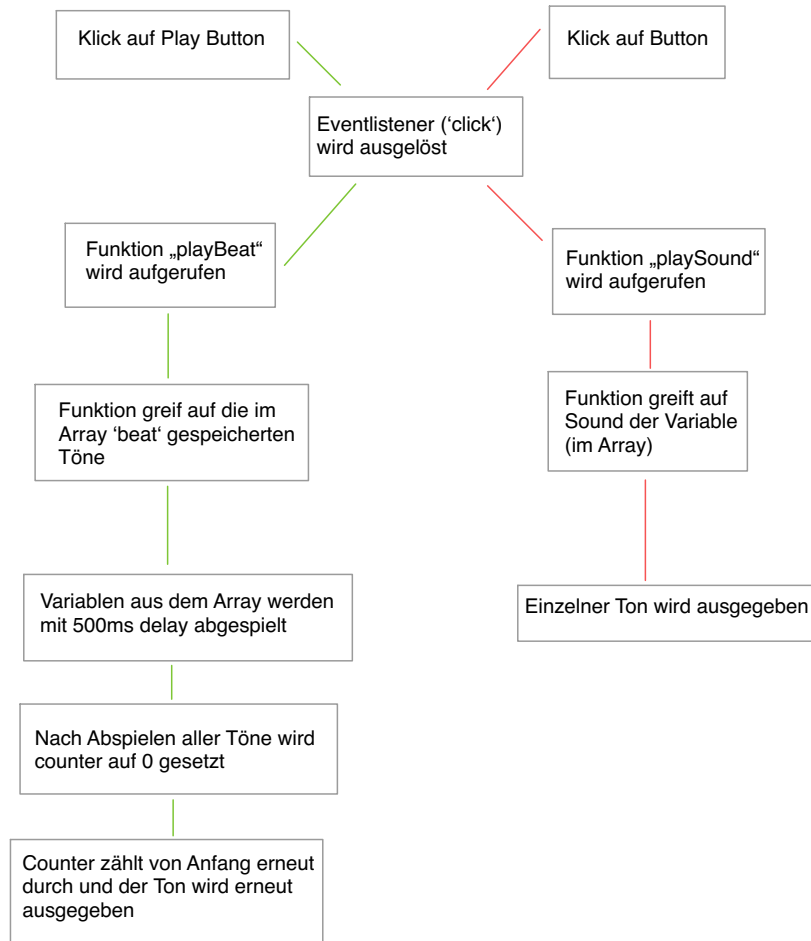 Klick auf Play Button
Klick auf Button
Eventlistener (‘click‘)
wird ausgelöst
Funktion „playBeat“
wird aufgerufen
Funktion „playSound“
wird aufgerufen
Funktion greif auf die im
Array ‘beat‘ gespeicherten
Töne
Funktion greift auf
Sound der Variable
(im Array)
Variablen aus dem Array werden
mit 500ms delay abgespielt
Einzelner Ton wird ausgegeben
Nach Abspielen aller Töne wird
counter auf 0 gesetzt
Counter zählt von Anfang erneut
durch und der Ton wird erneut
ausgegeben